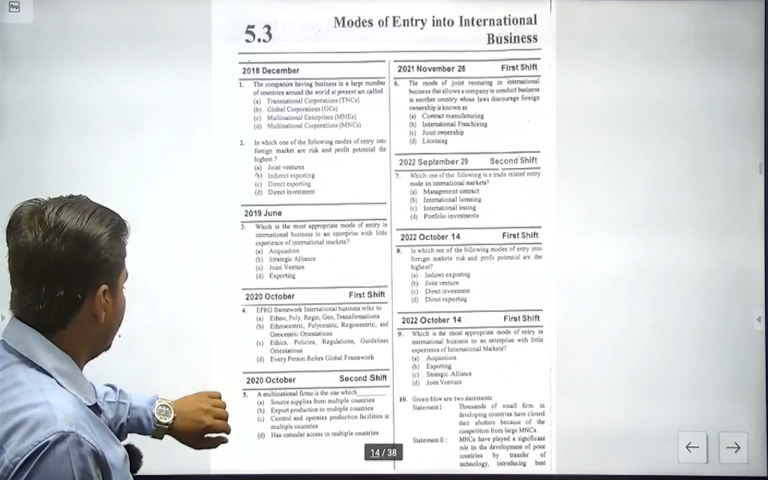 5.3
Modes of Entry into International
Business
2018 December
1. The companies having business in a large number
of countries around the world at present are called
(a) Transnational Corporations (TNCs)
(b) Global Corporations (GCs)
(c) Multinational Enterprises (MNEs)
(d) Multinational Corporations (MNCs)
2. In which one of the following modes of entry into
foreign market are risk and profit potential the
highest ?
(a) Joint ventures
(b) Indirect exporting
(c) Direct exporting
(d) Direct investment
2019 June
3. Which is the most appropriate mode of entry in
international business to an enterprise with little
experience of international markets?
(a) Acquisition
(b) Strategic Alliance
(c) Joint Venture
(d) Exporting
2020 October First Shift
4. EPRG framework International business refer to
(a) Ethno, Poly, Regio, Geo, Transformations
(b) Ethnocentric, Polycentric, Regiocentric, and
Geocentric Orientations
(c) Ethics, Policies, Regulations, Guidelines
Orientations
(d) Every Person Refers Global Framework
2020 October Second Shift
5. A multinational firms is the one which
(a) Source supplies from multiple countries
(b) Export production to multiple countries
(c) Control and operates production facilities in
multiple countries
(d) Has consular access in multiple countries
2021 November 26 First Shift
6. The mode of joint venturing in international
business that allows a company to conduct business
in another country whose laws discourage foreign
ownership is known as:
(a) Contract manufacturing
(b) International Franchising
(c) Joint ownership
(d) Licensing
2022 September 29 Second Shift
7. Which one of the following is a trade related entry
mode in international markets?
(a) Management contract
(b) International licensing
(c) International leasing
(d) Portfolio investments
2022 October 14 First Shift
8. In which one of the following modes of entry into
foreign markets risk and profit potential are the
highest?
(a) Indirect exporting
(b) Joint venture
(c) Direct investment
(d) Direct exporting
2022 October 14 First Shift
9. Which is the most appropriate mode of entry in
international business to an enterprise with little
experience of International Markets?
(a) Acquisition
(b) Exporting
(c) Strategic Alliance
(d) Joint Venture
10. Given blow are two statements:
Statement I : Thousands of small firm in
developing countries have closed
their shutters because of the
competition from large MNCs.
Statement II : MNCs have played a significant
role in the development of poor
countries by transfer of
technology, introducing best
14 / 38